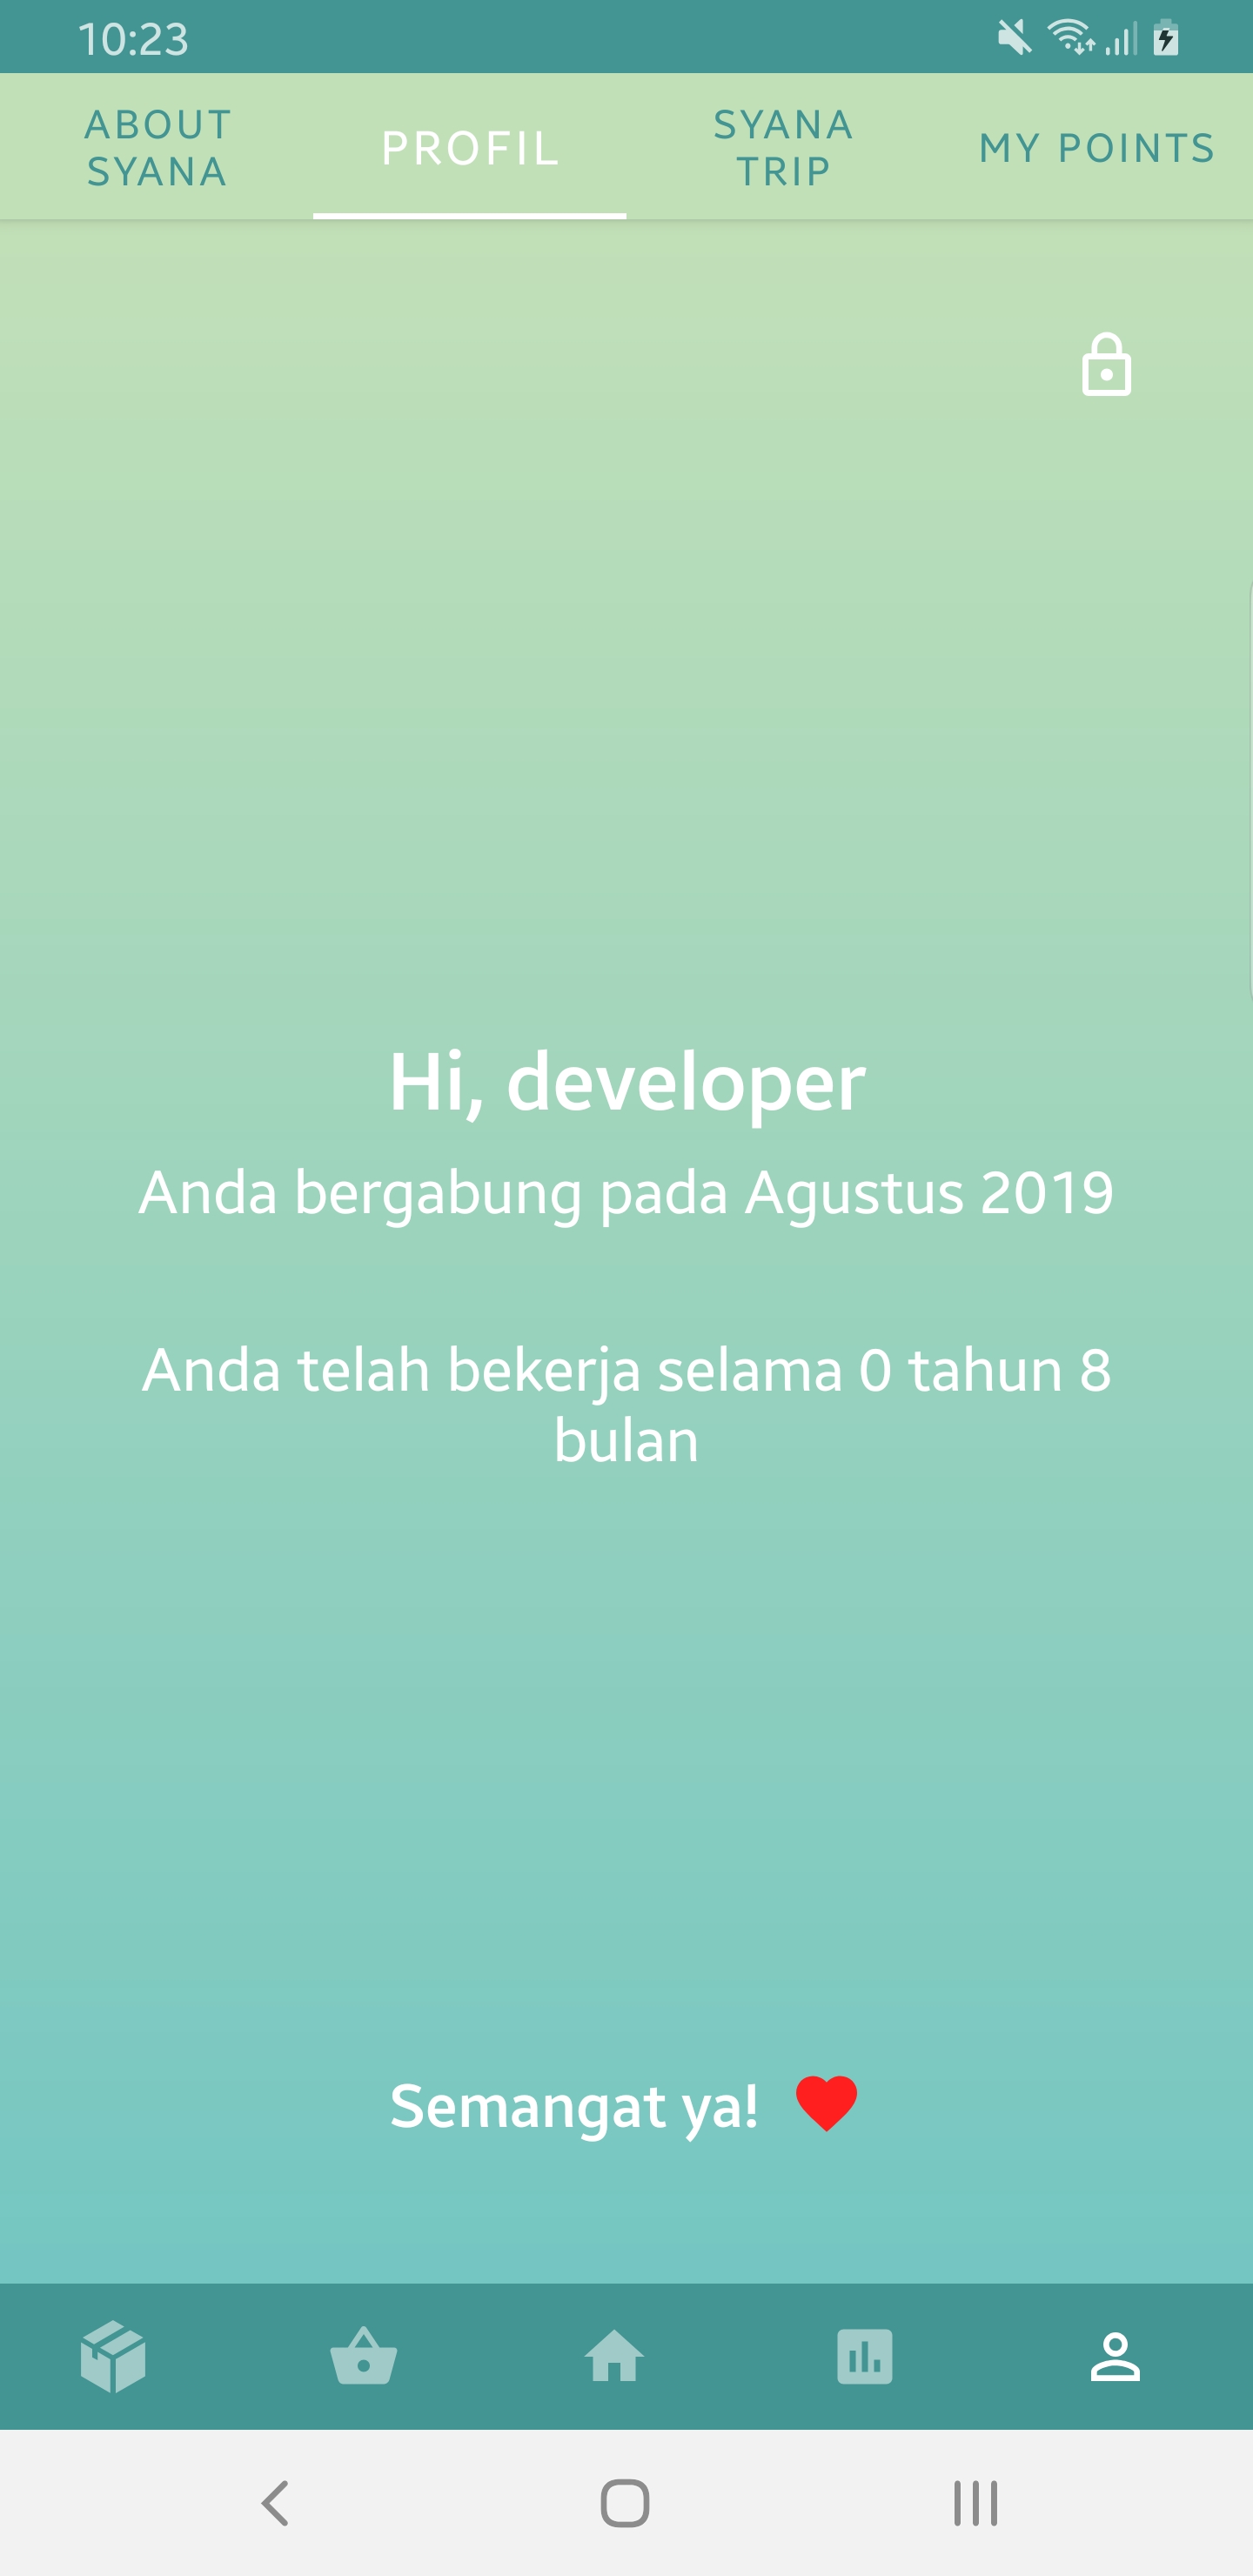 10:23
ABOUT
SYANA
PROFIL
SYANA
TRIP
MY POINTS
Hi, developer
Anda bergabung pada Agustus 2019
Anda telah bekerja selama 0 tahun 8
bulan
Semangat ya!